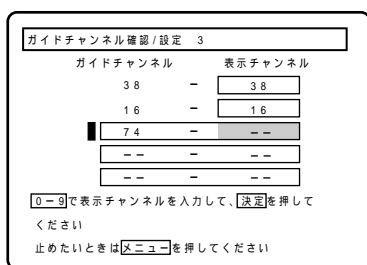 ガイドチャンネル確認/設定 3
ガイドチャンネル 表示チャンネル
38 － 38
16 － 16
74 － －－
－－ － －－
－－ － －－
0－9で表示チャンネルを入力して、決定を押して
ください
止めたいときはメニューを押してください